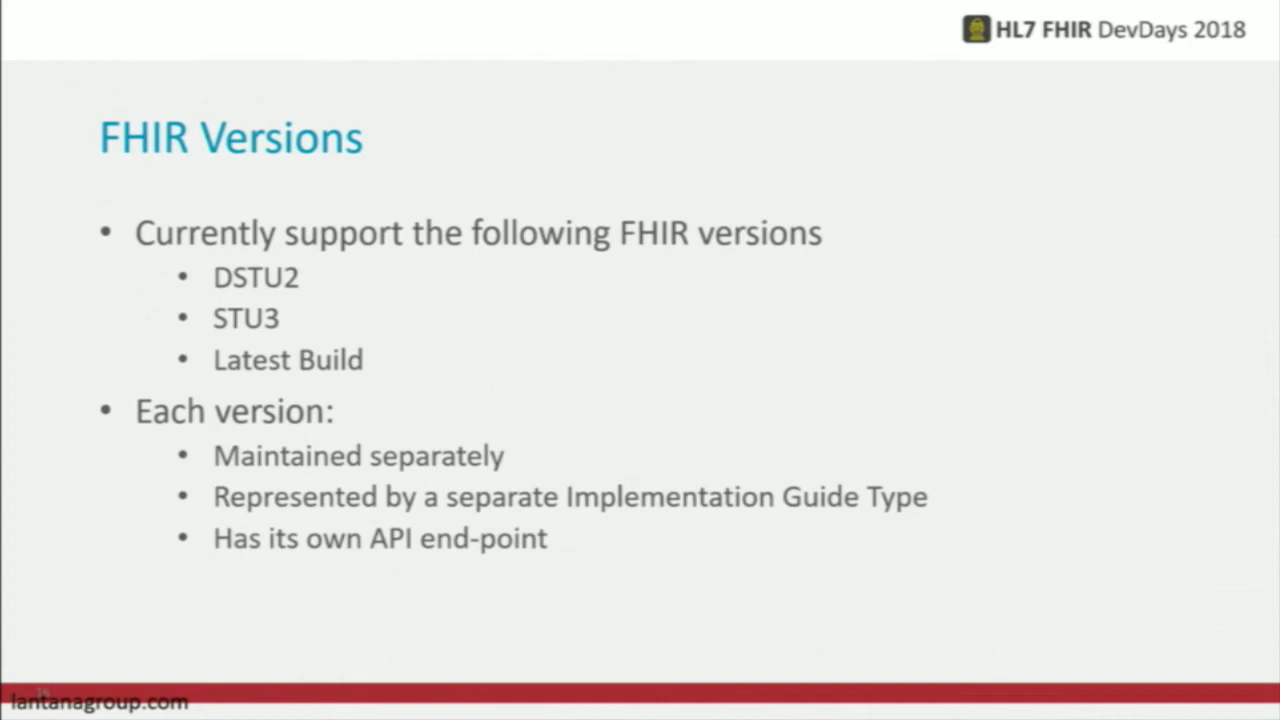 HL7 FHIR DevDays 2018
FHIR Versions
• Currently support the following FHIR versions
• DSTU2
• STU3
• Latest Build
• Each version:
• Maintained separately
• Represented by a separate Implementation Guide Type
• Has its own API end-point
lantanagroup.com